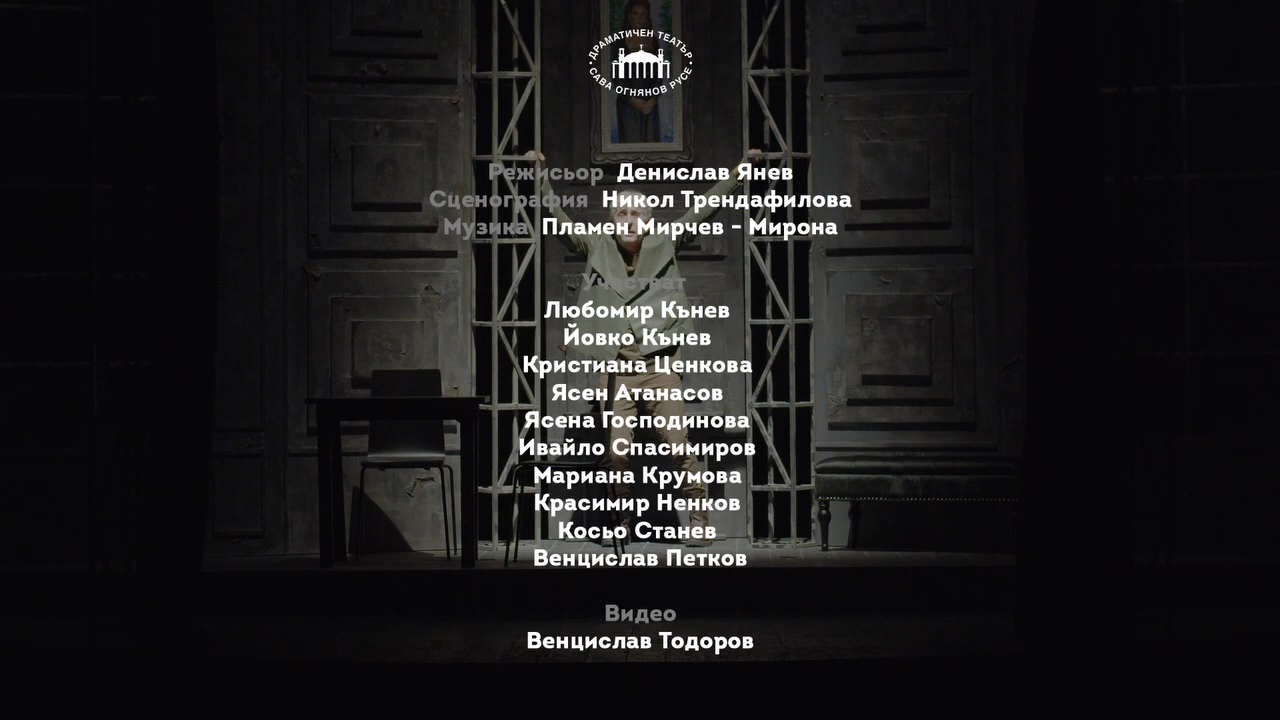 ДРАМАТИЧЕН ТЕАТЪР
САВА ОГНЯНОВ РУСЕ
Режисьор Денислав Янев
Сценография Никол Трендафилова
Музика Пламен Мирчев - Мирона
Участват
Любомир Кънев
Йовко Кънев
Кристиана Ценкова
Ясен Атанасов
Ясена Господинова
Ивайло Спасимиров
Мариана Крумова
Красимир Ненков
Косьо Станев
Венцислав Петков
Видео
Венцислав Тодоров